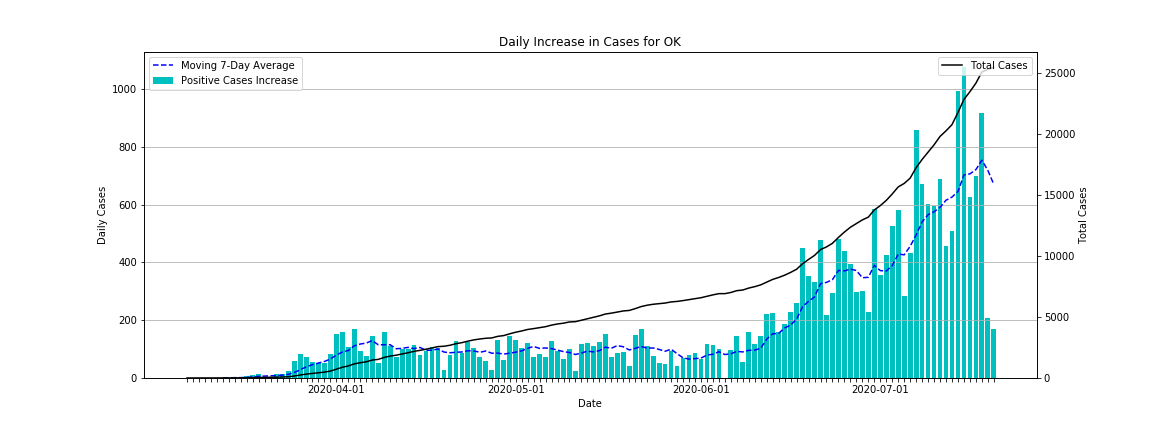 Daily Increase in Cases for OK
Moving 7-Day Average
Positive Cases Increase
Total Cases
1000
800
600
400
200
0
Daily Cases
25000
20000
15000
10000
5000
0
Total Cases
2020-04-01
2020-05-01
2020-06-01
2020-07-01
Date